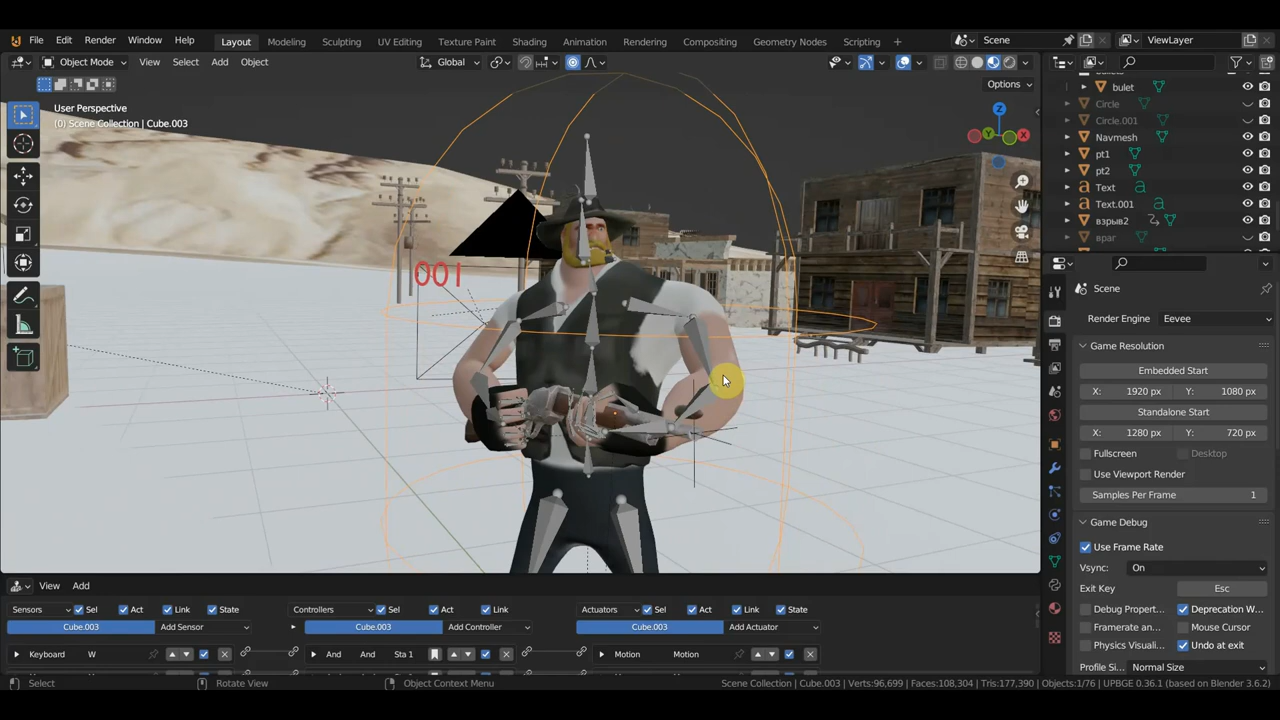 File Edit Render Window Help Layout Modeling Sculpting UV Editing Texture Paint Shading Animation Rendering Compositing Geometry Nodes Scripting + Scene ViewLayer
Object Mode View Select Add Object Global
Options
User Perspective
(0) Scene Collection | Cube.003
001
bulet
Circle
Circle.001
Navmesh
pt1
pt2
Text
Text.001
взрыв2
враг
Scene
Render Engine Eevee
Game Resolution
Embedded Start
X: 1920 px Y: 1080 px
Standalone Start
X: 1280 px Y: 720 px
Fullscreen Desktop
Use Viewport Render
Samples Per Frame 1
Game Debug
Use Frame Rate
Vsync: On
Exit Key Esc
Debug Propert... Deprecation W...
Framerate an... Mouse Cursor
Physics Visuali... Undo at exit
Profile Si... Normal Size
View Add
Sensors Sel Act Link State Controllers Sel Act Link Actuators Sel Act Link State
Cube.003 Add Sensor Cube.003 Add Controller Cube.003 Add Actuator
Keyboard W And And Sta 1 Motion Motion
Select Rotate View Object Context Menu Scene Collection | Cube.003 | Verts:96,699 | Faces:108,304 | Tris:177,390 | Objects:1/76 | UPBGE 0.36.1 (based on Blender 3.6.2)